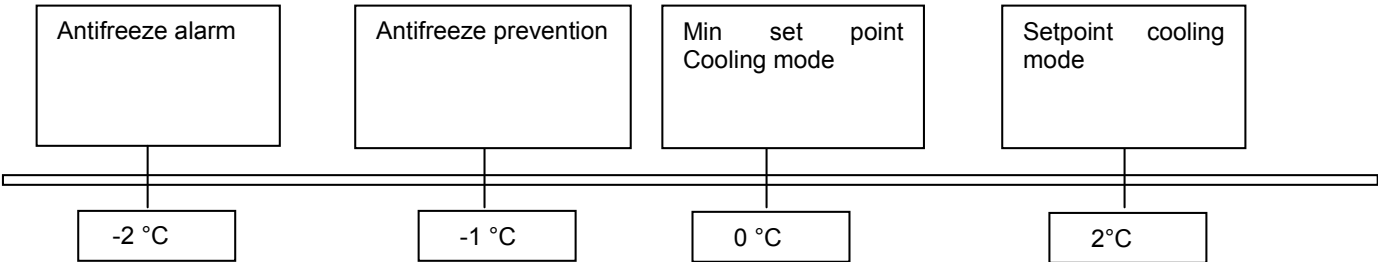 Antifreeze alarm
Antifreeze prevention
Min set point
Cooling mode
Setpoint cooling
mode
-2 °C
-1 °C
0 °C
2°C